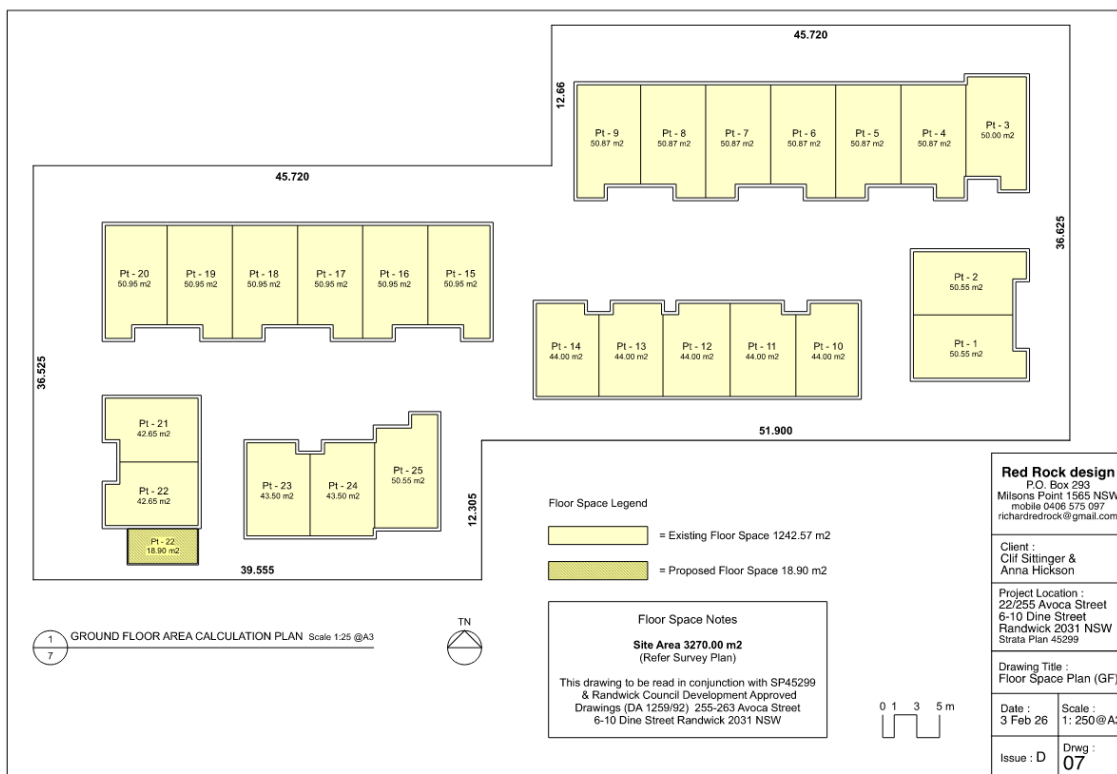 45.720
12.66
Pt - 9
50.87 m2
Pt - 8
50.87 m2
Pt - 7
50.87 m2
Pt - 6
50.87 m2
Pt - 5
50.87 m2
Pt - 4
50.87 m2
Pt - 3
50.00 m2
45.720
36.625
Pt - 20
50.95 m2
Pt - 19
50.95 m2
Pt - 18
50.95 m2
Pt - 17
50.95 m2
Pt - 16
50.95 m2
Pt - 15
50.95 m2
Pt - 2
50.55 m2
Pt - 1
50.55 m2
Pt - 14
44.00 m2
Pt - 13
44.00 m2
Pt - 12
44.00 m2
Pt - 11
44.00 m2
Pt - 10
44.00 m2
36.525
51.900
Pt - 21
42.65 m2
Pt - 22
42.65 m2
Pt - 22
18.90 m2
Pt - 23
43.50 m2
Pt - 24
43.50 m2
Pt - 25
50.55 m2
12.305
39.555
Floor Space Legend
= Existing Floor Space 1242.57 m2
= Proposed Floor Space 18.90 m2
1
7
GROUND FLOOR AREA CALCULATION PLAN Scale 1:25 @A3
TN
Floor Space Notes
Site Area 3270.00 m2
(Refer Survey Plan)
This drawing to be read in conjunction with SP45299
& Randwick Council Development Approved
Drawings (DA 1259/92) 255-263 Avoca Street
6-10 Dine Street Randwick 2031 NSW
0 1 3 5 m
Red Rock design
P.O. Box 293
Milsons Point 1565 NSW
mobile 0406 575 097
richardredrock@gmail.com
Client :
Clif Sittinger &
Anna Hickson
Project Location :
22/255 Avoca Street
6-10 Dine Street
Randwick 2031 NSW
Strata Plan 45299
Drawing Title :
Floor Space Plan (GF)
Date :
3 Feb 26
Scale :
1: 250@A3
Issue : D
Drwg :
07